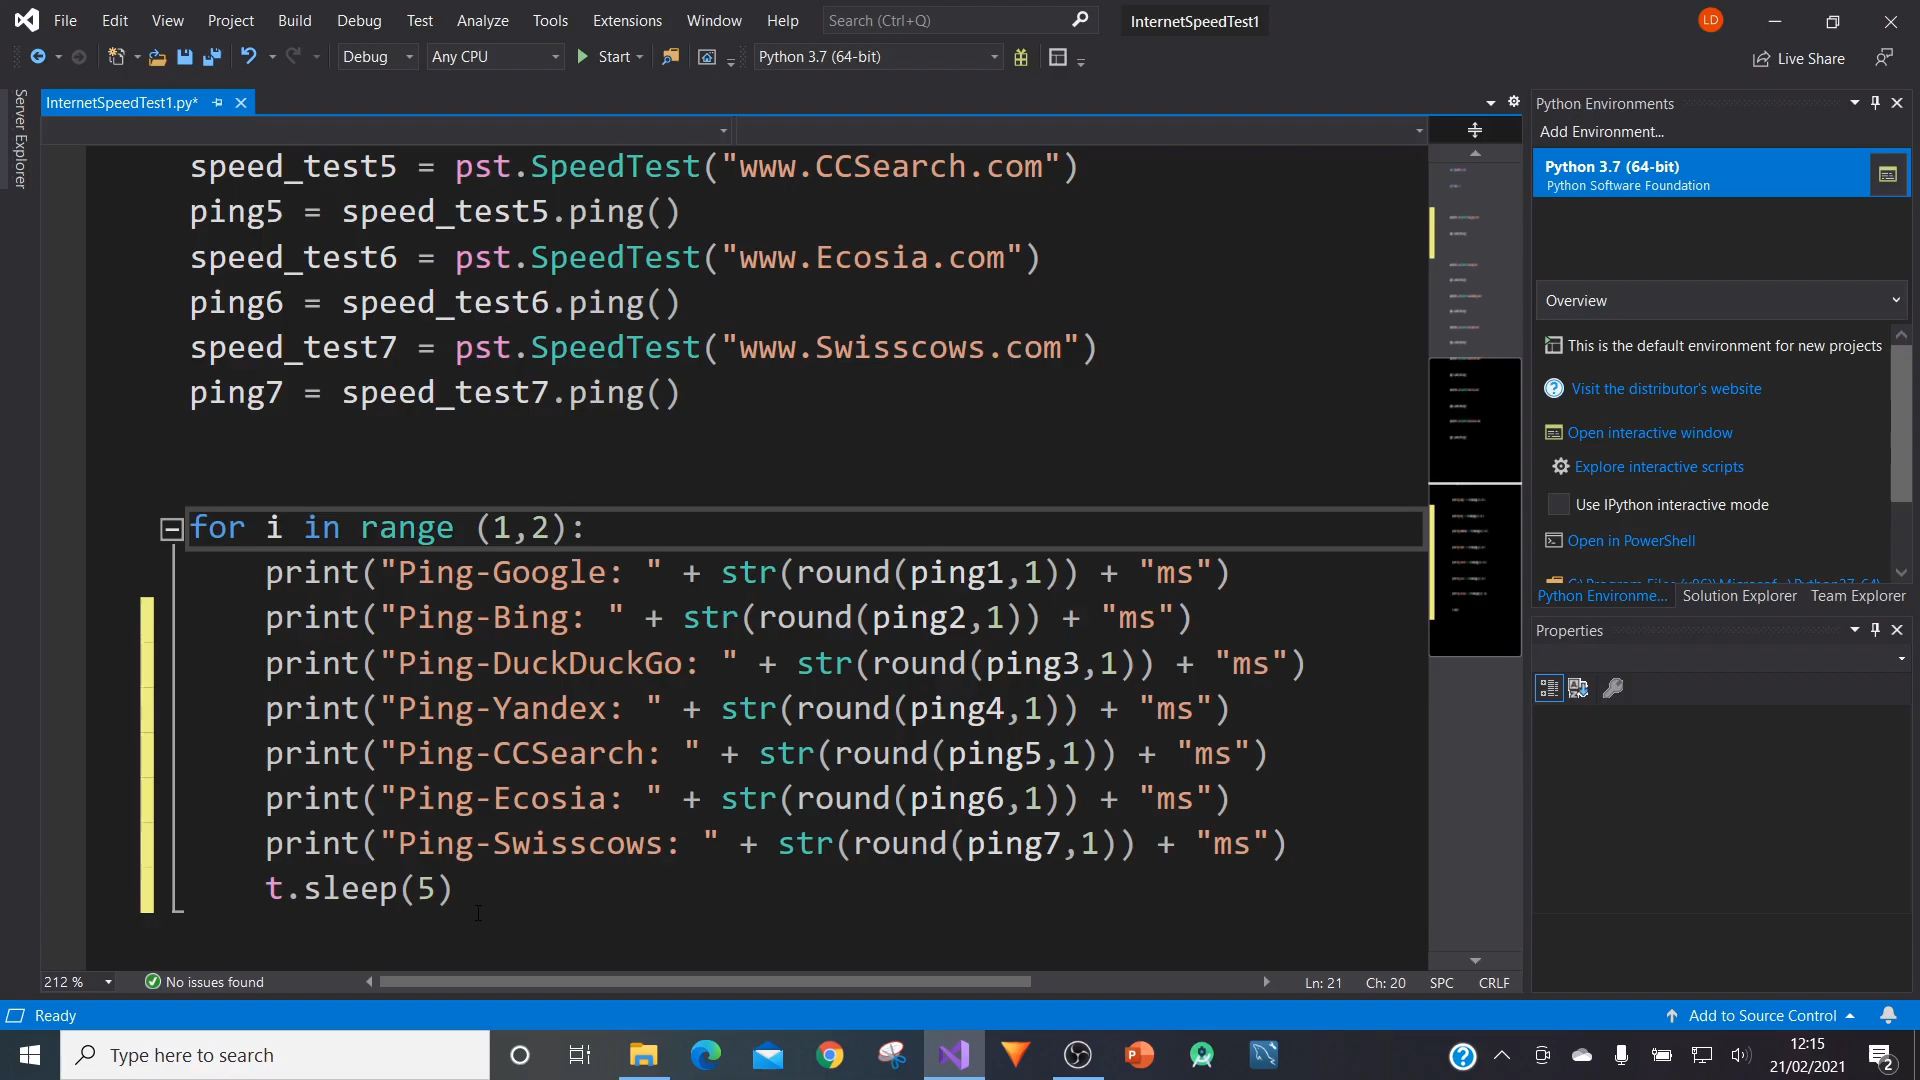 File Edit View Project Build Debug Test Analyze Tools Extensions Window Help Search (Ctrl+Q) InternetSpeedTest1 LD
Debug Any CPU Start Python 3.7 (64-bit) Live Share
Server Explorer
InternetSpeedTest1.py*
speed_test5 = pst.SpeedTest("www.CCSearch.com")
ping5 = speed_test5.ping()
speed_test6 = pst.SpeedTest("www.Ecosia.com")
ping6 = speed_test6.ping()
speed_test7 = pst.SpeedTest("www.Swisscows.com")
ping7 = speed_test7.ping()
for i in range (1,2):
print("Ping-Google: " + str(round(ping1,1)) + "ms")
print("Ping-Bing: " + str(round(ping2,1)) + "ms")
print("Ping-DuckDuckGo: " + str(round(ping3,1)) + "ms")
print("Ping-Yandex: " + str(round(ping4,1)) + "ms")
print("Ping-CCSearch: " + str(round(ping5,1)) + "ms")
print("Ping-Ecosia: " + str(round(ping6,1)) + "ms")
print("Ping-Swisscows: " + str(round(ping7,1)) + "ms")
t.sleep(5)
212 % No issues found Ln: 21 Ch: 20 SPC CRLF
Python Environments
Add Environment...
Python 3.7 (64-bit)
Python Software Foundation
Overview
This is the default environment for new projects
Visit the distributor's website
Open interactive window
Explore interactive scripts
Use IPython interactive mode
Open in PowerShell
Python Environme... Solution Explorer Team Explorer
Properties
Ready Add to Source Control
Type here to search
12:15
21/02/2021
2